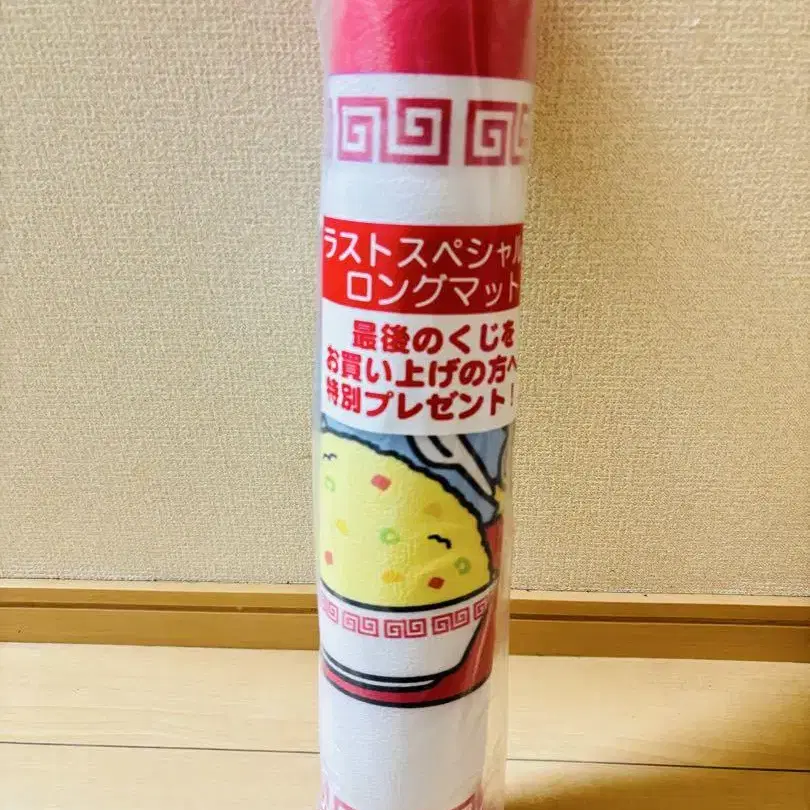 ラストスペシャル
ロングマット
最後のくじを
お買い上げの方へ
特別プレゼント!